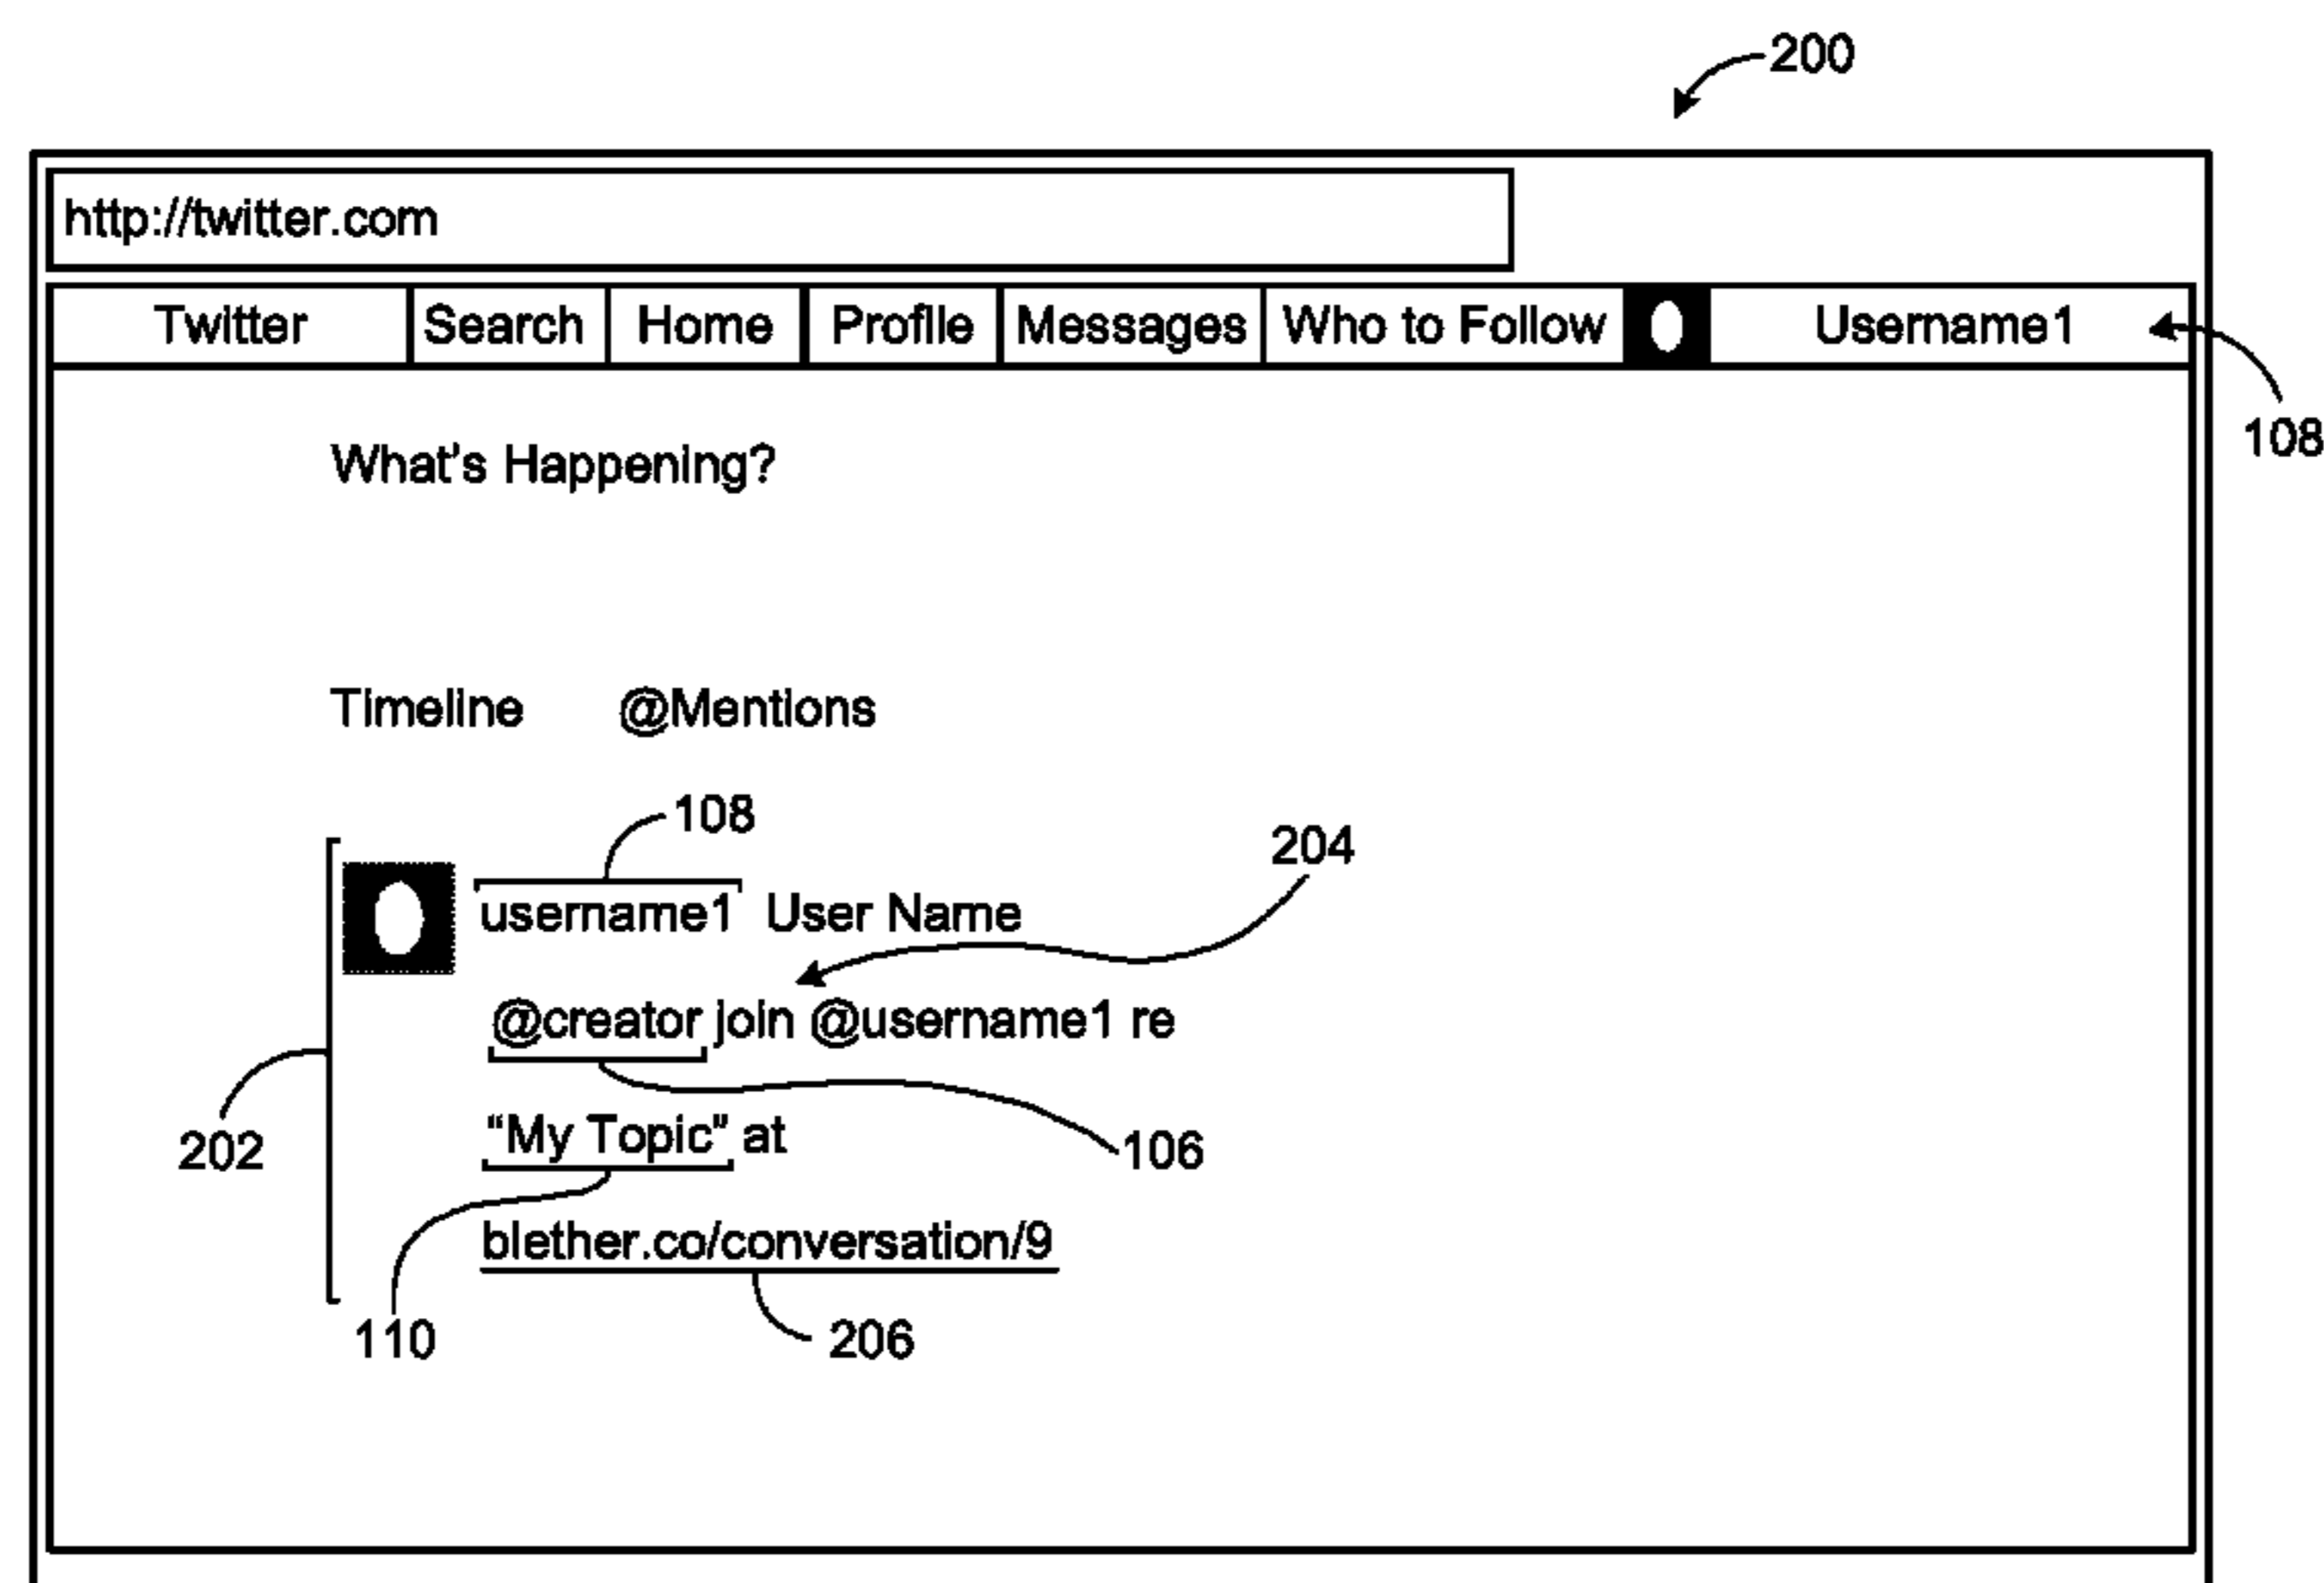 200
http://twitter.com
Twitter Search Home Profile Messages Who to Follow Username1
108
What's Happening?
Timeline @Mentions
108
204
username1 User Name
@creator join @username1 re
202
“My Topic” at
106
blether.co/conversation/9
110
206